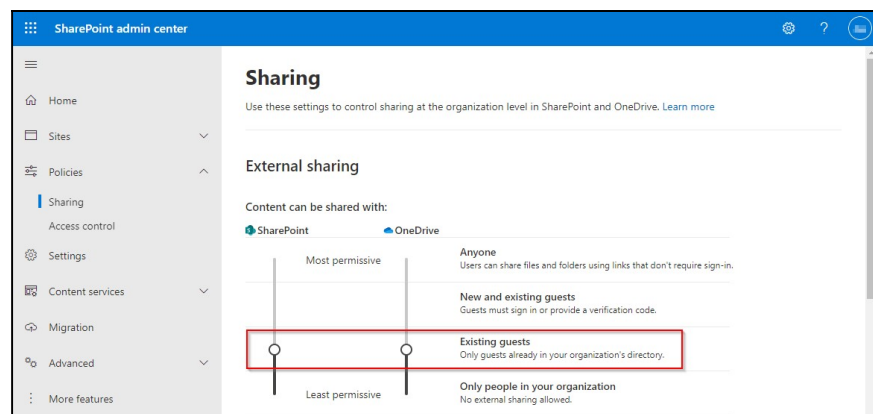 SharePoint admin center
?
Home
Sites
Policies
Sharing
Access control
Settings
Content services
Migration
Advanced
More features
Sharing
Use these settings to control sharing at the organization level in SharePoint and OneDrive. Learn more
External sharing
Content can be shared with:
SharePoint OneDrive
Most permissive
Anyone
Users can share files and folders using links that don't require sign-in.
New and existing guests
Guests must sign in or provide a verification code.
Existing guests
Only guests already in your organization's directory.
Least permissive
Only people in your organization
No external sharing allowed.